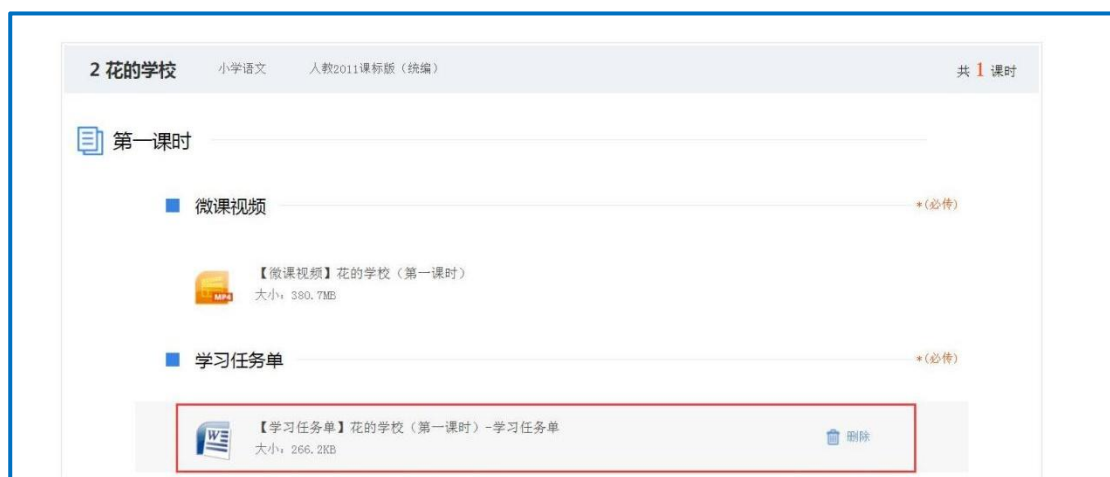 2 花的学校 小学语文 人教2011课标版（统编） 共 1 课时
第一课时
微课视频 *(必传)
MP4
【微课视频】花的学校（第一课时）
大小：380.7MB
学习任务单 *(必传)
W
【学习任务单】花的学校（第一课时）-学习任务单 删除
大小：266.2KB